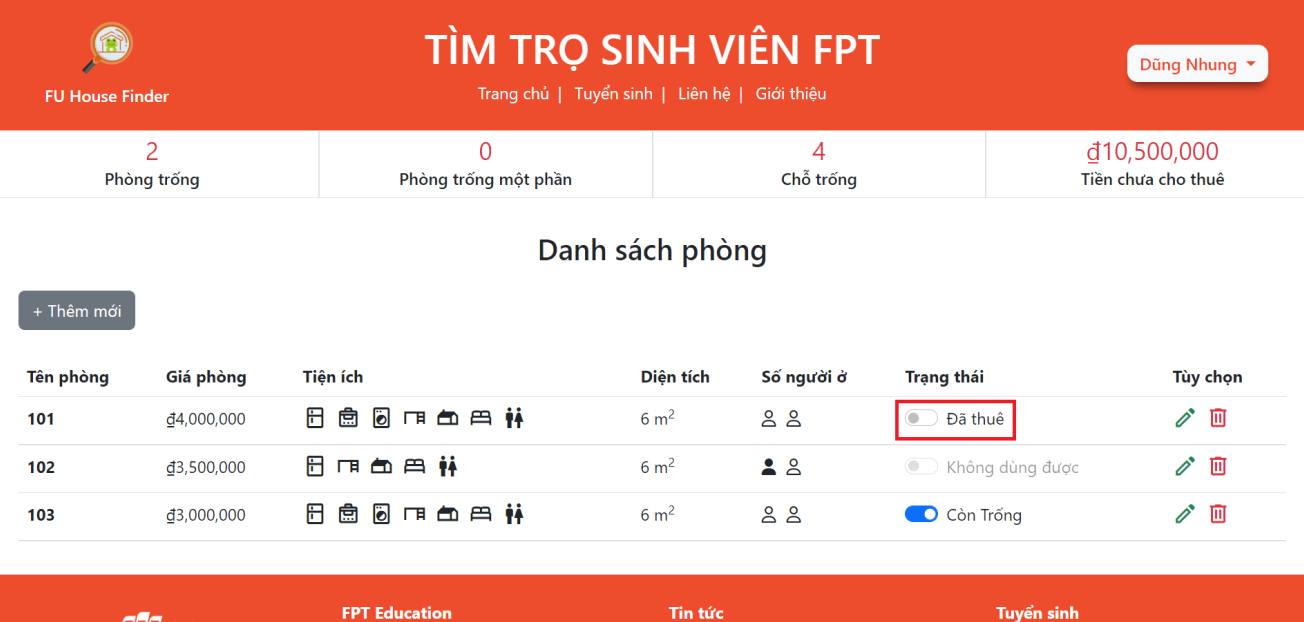 TÌM TRỌ SINH VIÊN FPT
FU House Finder
Trang chủ | Tuyển sinh | Liên hệ | Giới thiệu
Dũng Nhung
2
Phòng trống
0
Phòng trống một phần
4
Chỗ trống
₫10,500,000
Tiền chưa cho thuê
Danh sách phòng
+ Thêm mới
Tên phòng Giá phòng Tiện ích Diện tích Số người ở Trạng thái Tùy chọn
101 ₫4,000,000 6 m² Đã thuê
102 ₫3,500,000 6 m² Không dùng được
103 ₫3,000,000 6 m² Còn Trống
FPT Education Tin tức Tuyển sinh